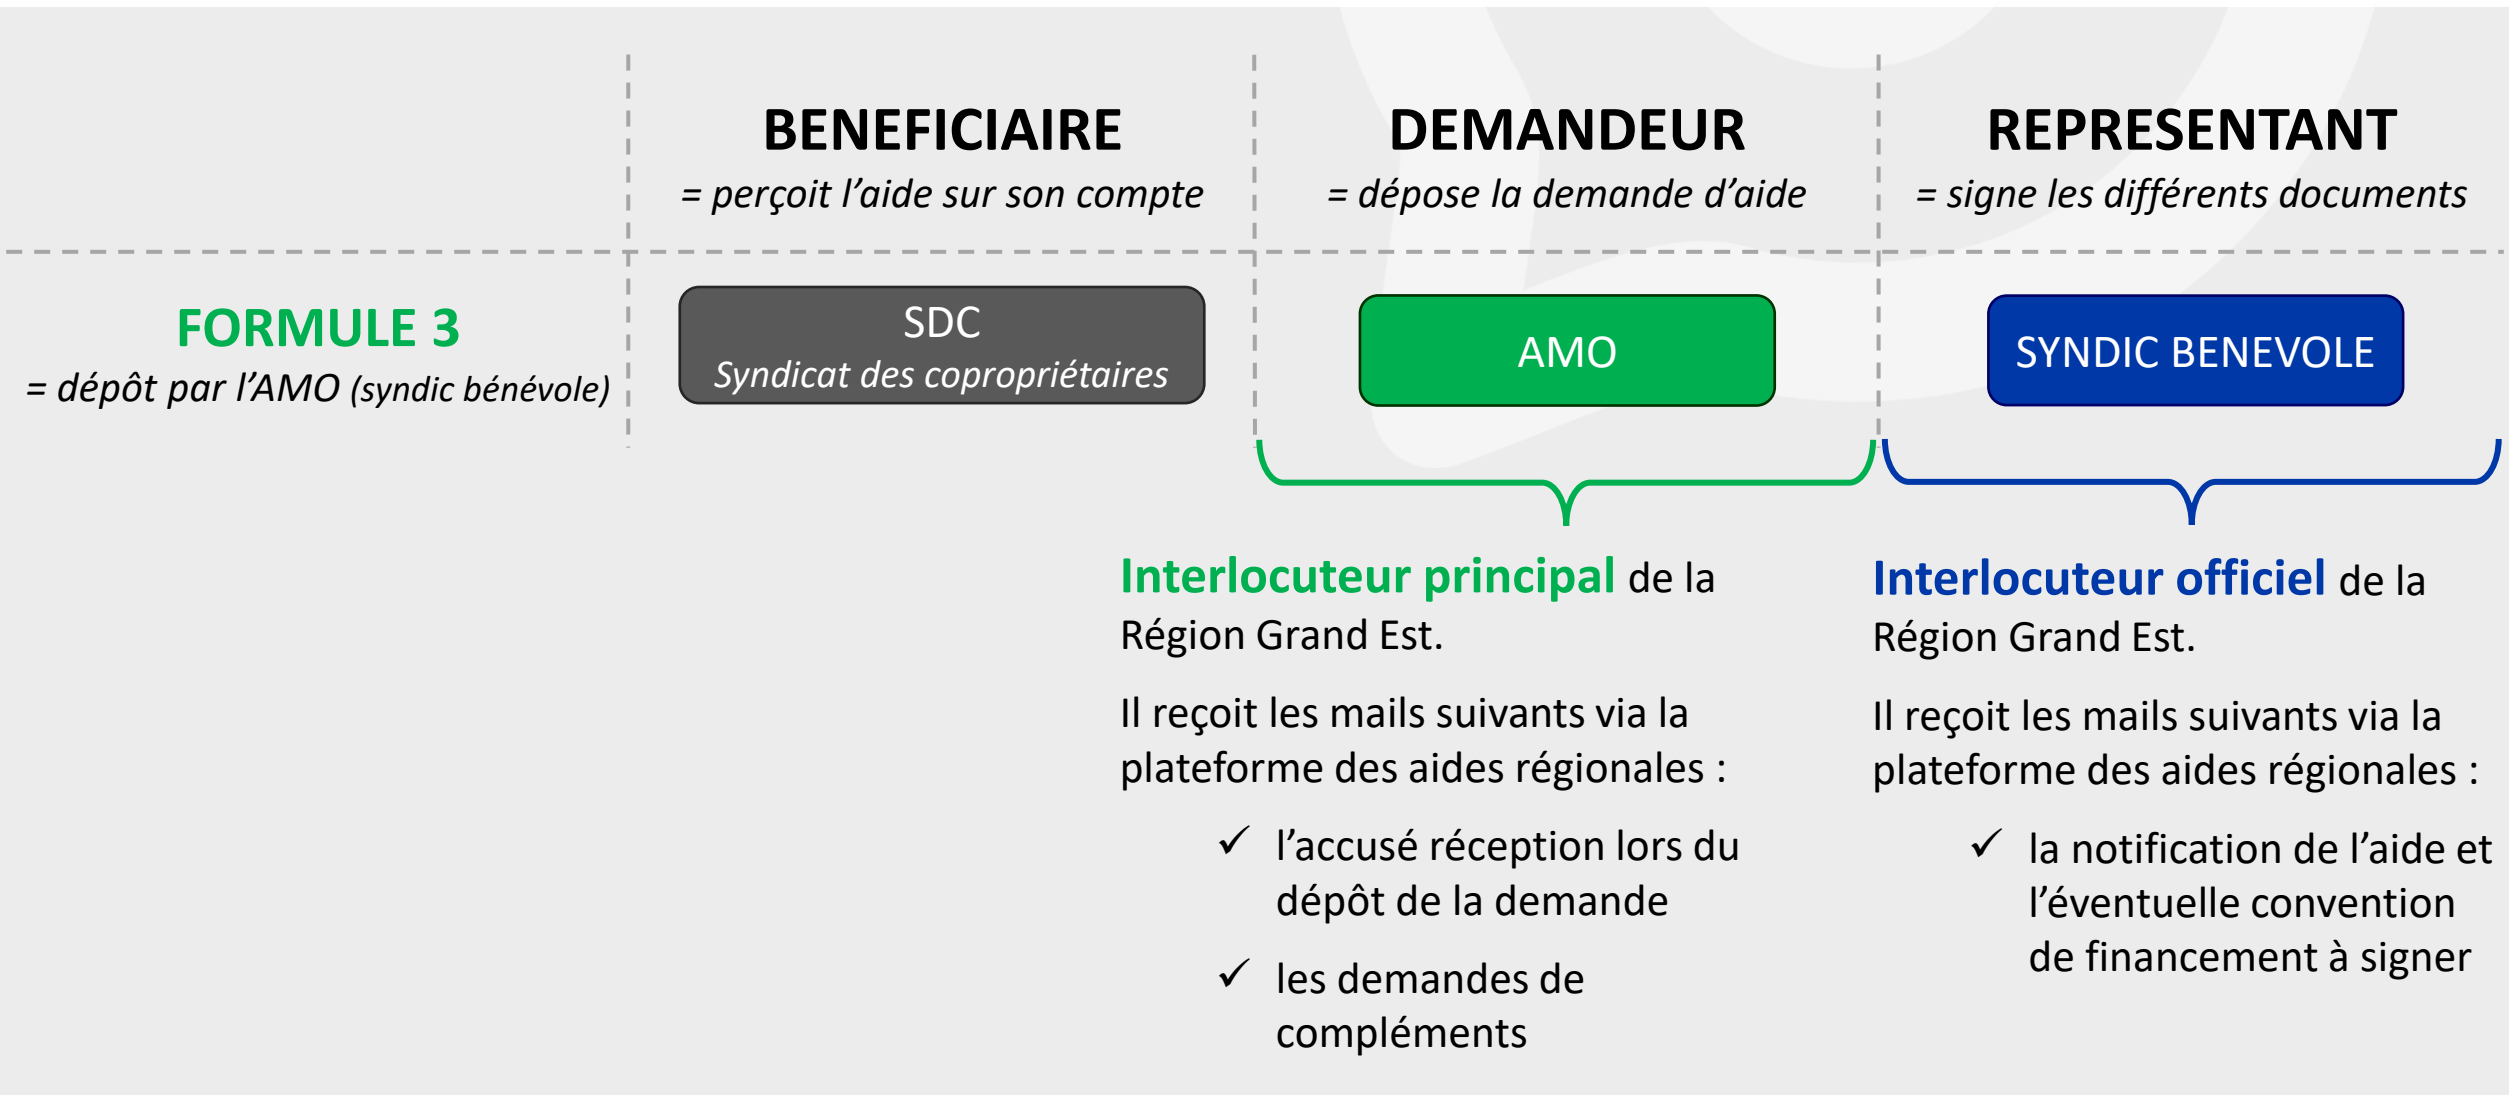 BENEFICIAIRE
= perçoit l’aide sur son compte
DEMANDEUR
= dépose la demande d’aide
REPRESENTANT
= signe les différents documents
FORMULE 3
= dépôt par l’AMO (syndic bénévole)
SDC
Syndicat des copropriétaires
AMO
SYNDIC BENEVOLE
Interlocuteur principal de la
Région Grand Est.
Il reçoit les mails suivants via la
plateforme des aides régionales :
✓ l’accusé réception lors du
dépôt de la demande
✓ les demandes de
compléments
Interlocuteur officiel de la
Région Grand Est.
Il reçoit les mails suivants via la
plateforme des aides régionales :
✓ la notification de l’aide et
l’éventuelle convention
de financement à signer